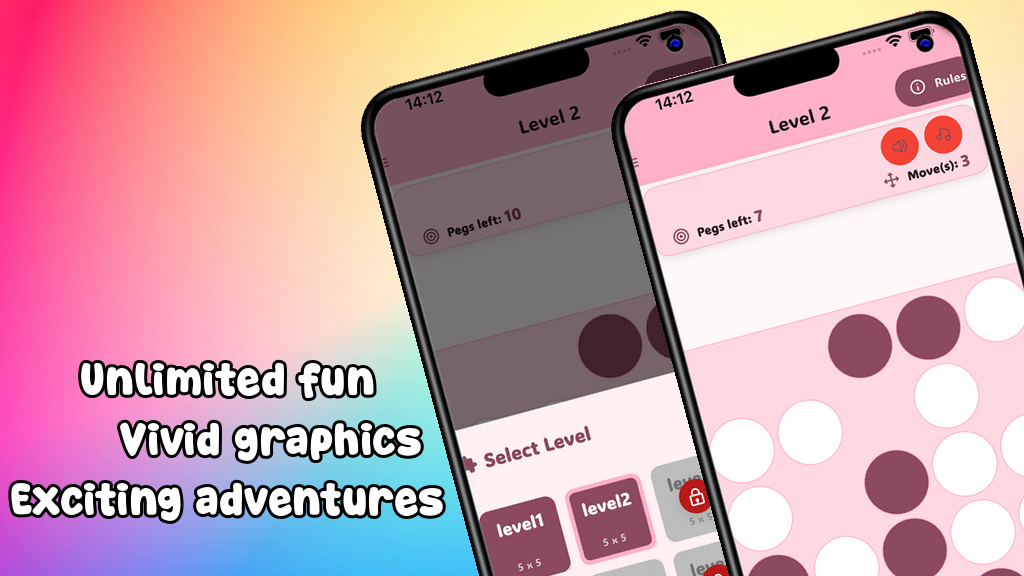 Unlimited fun
Vivid graphics
Exciting adventures
14:12
Level 2
Pegs left: 10
Select Level
level1
5 x 5
level2
5 x 5
5 x 5
14:12
Rules
Level 2
Move(s): 3
Pegs left: 7